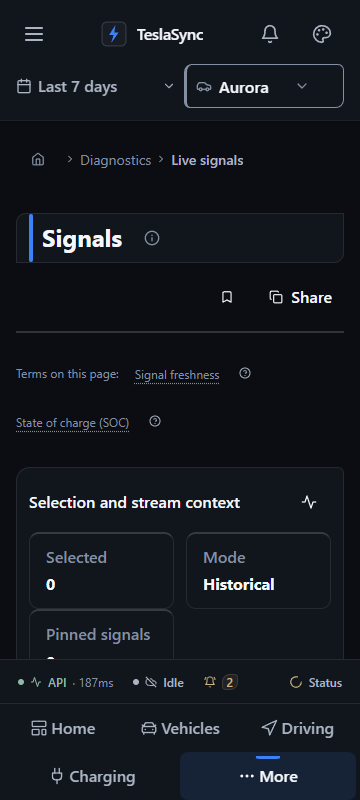 TeslaSync
Last 7 days
Aurora
Diagnostics
Live signals
Signals
Share
Terms on this page:
Signal freshness
State of charge (SOC)
Selection and stream context
Selected
0
Mode
Historical
Pinned signals
API · 187ms
Idle
2
Status
Home
Vehicles
Driving
Charging
More